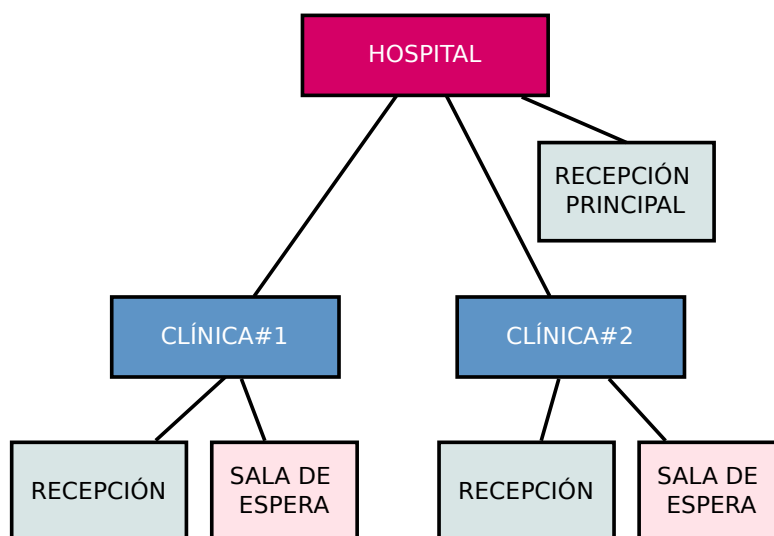 HOSPITAL
RECEPCIÓN
PRINCIPAL
CLÍNICA#1
CLÍNICA#2
RECEPCIÓN
SALA DE
ESPERA
RECEPCIÓN
SALA DE
ESPERA